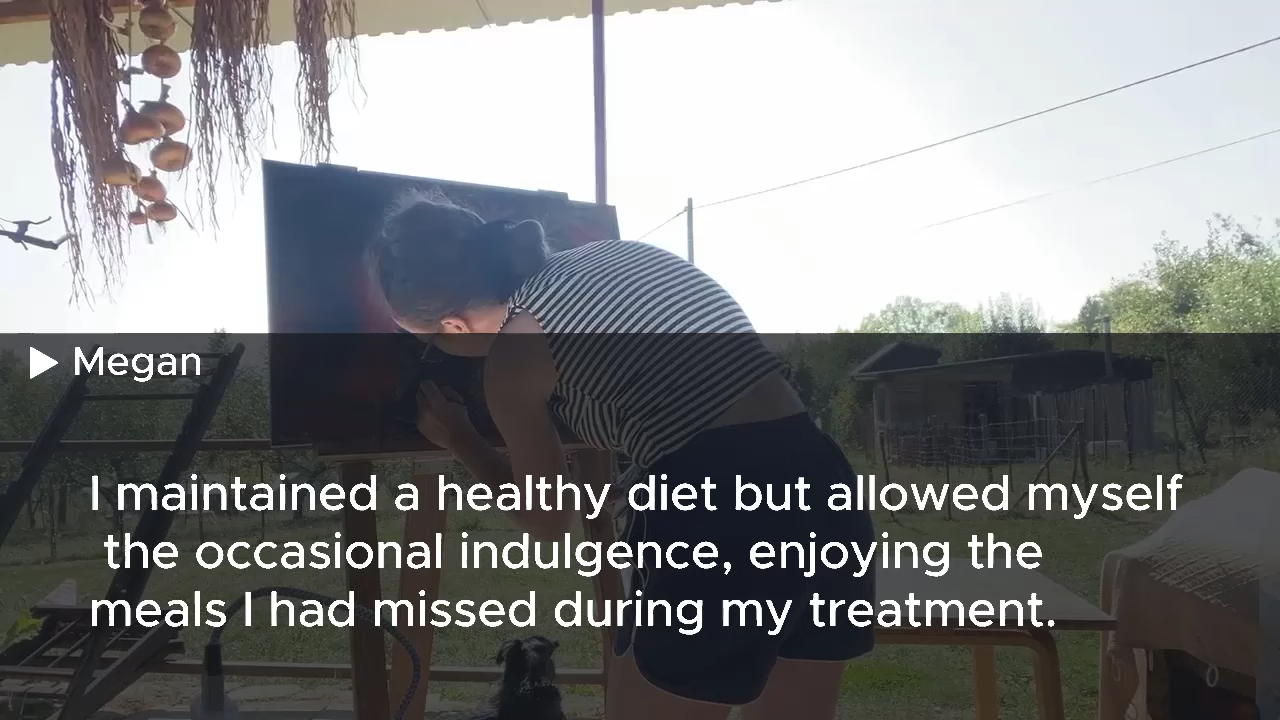 Megan
I maintained a healthy diet but allowed myself
the occasional indulgence, enjoying the
meals I had missed during my treatment.